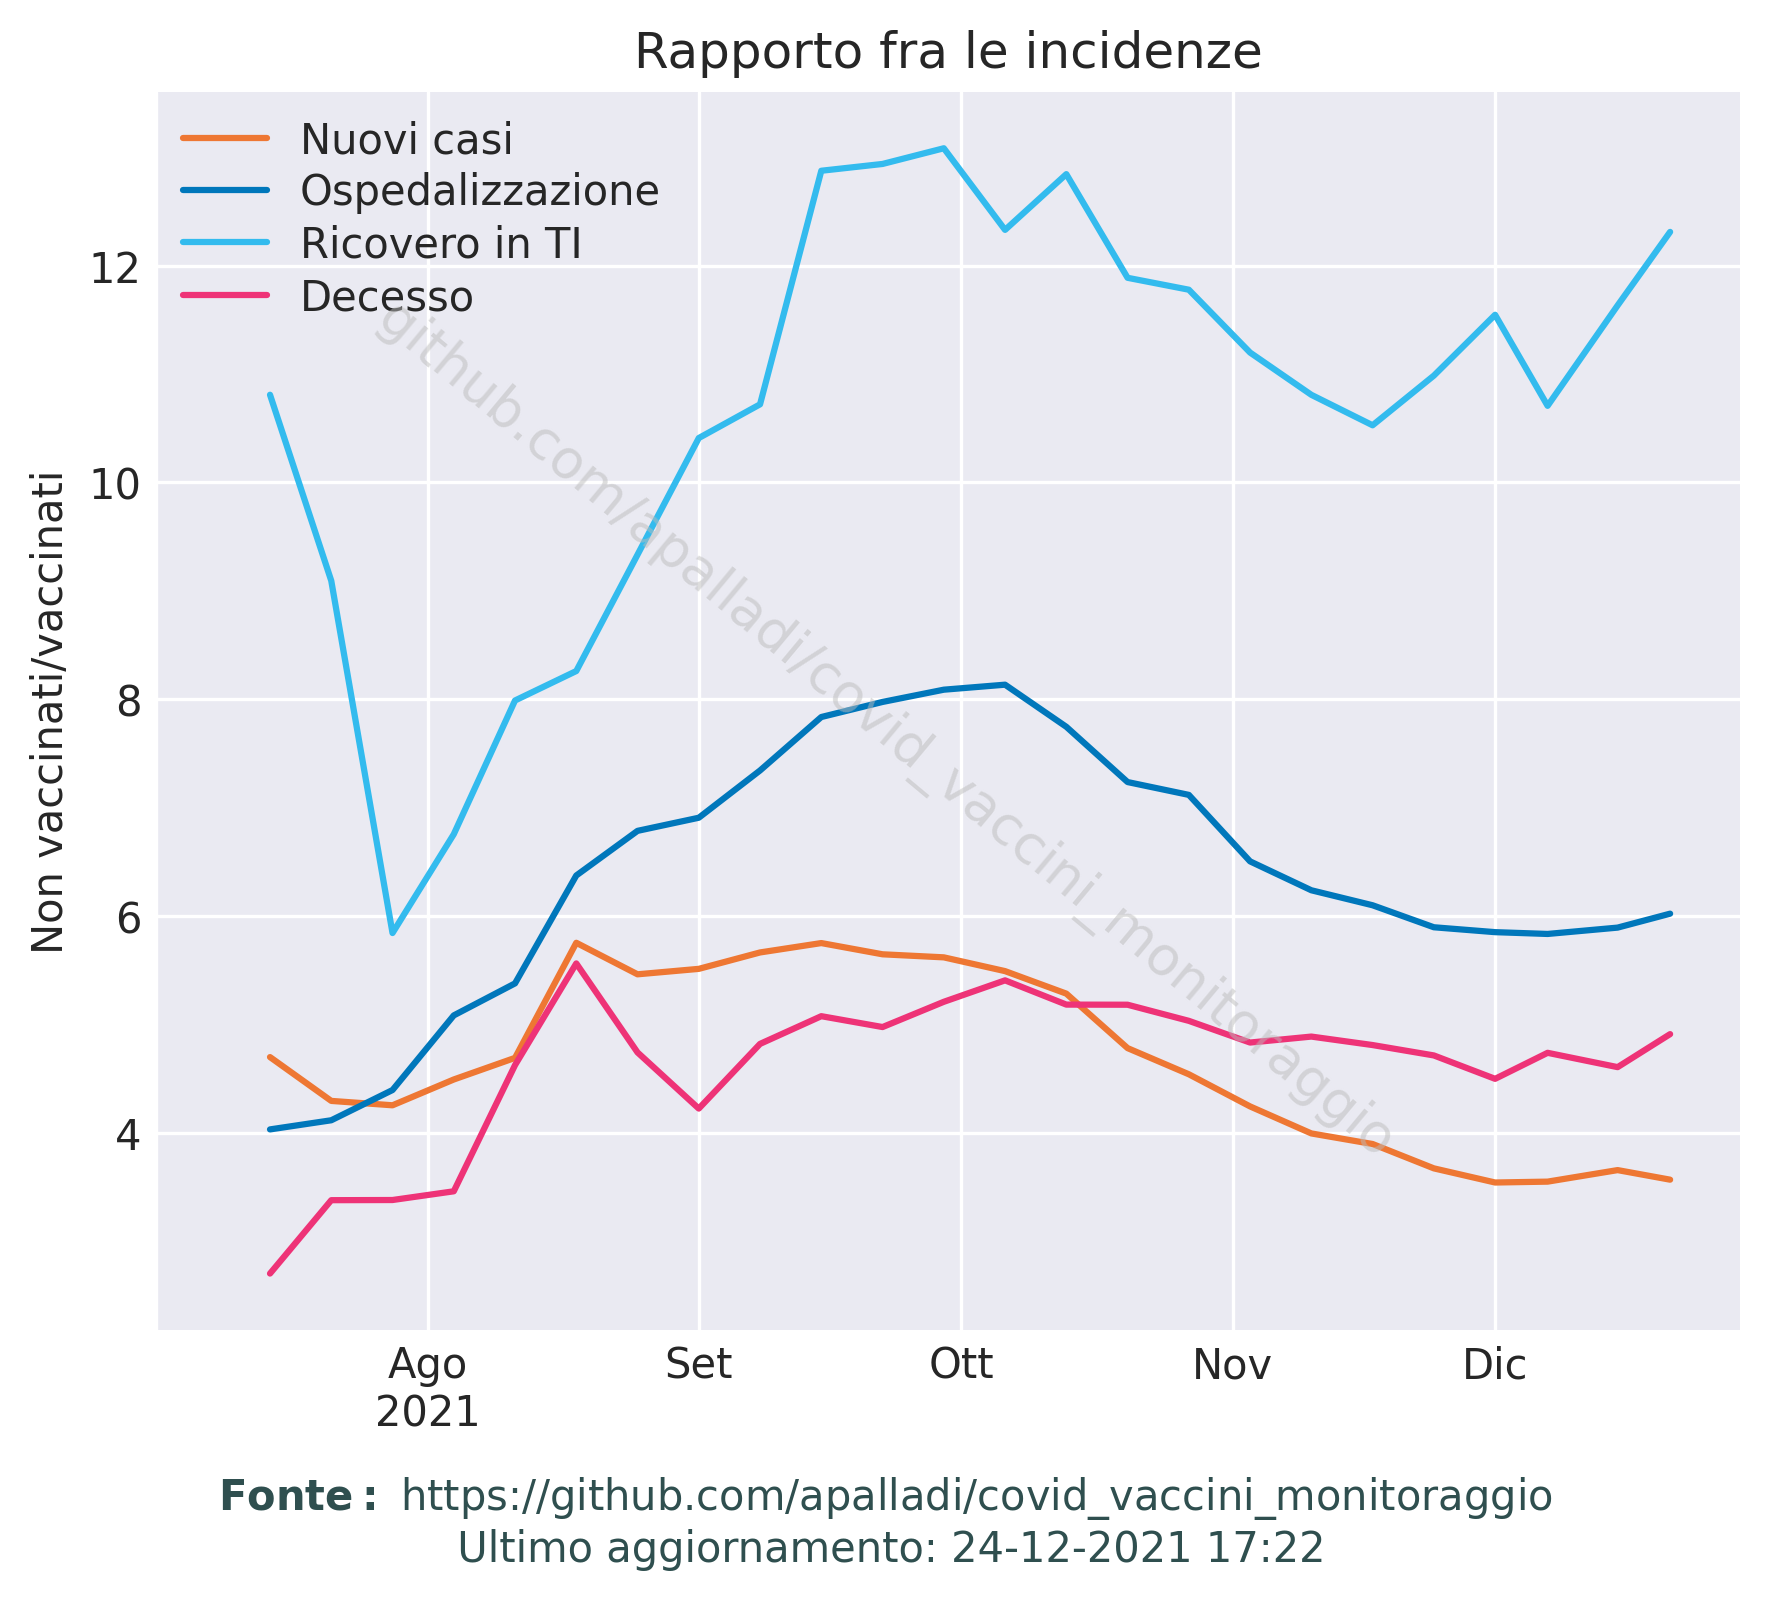 Rapporto fra le incidenze
Nuovi casi
Ospedalizzazione
Ricovero in TI
Decesso
github.com/apalladi/covid_vaccini_monitoraggio
Non vaccinati/vaccinati
12
10
8
6
4
Ago
2021
Set
Ott
Nov
Dic
Fonte: https://github.com/apalladi/covid_vaccini_monitoraggio
Ultimo aggiornamento: 24-12-2021 17:22